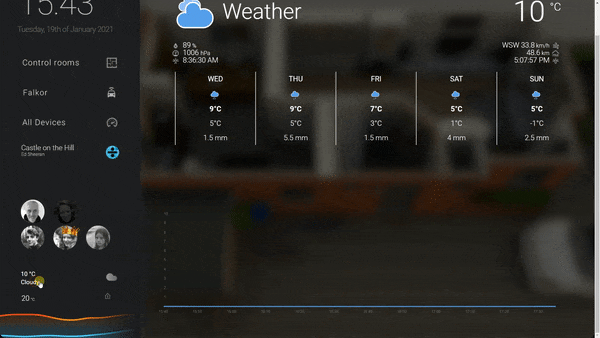 15:43
Tuesday, 19th of January 2021
Control rooms
Falkor
All Devices
Castle on the Hill
Ed Sheeran
10 °C
Cloudy
20 °C
Weather
10 °C
89 %
1006 hPa
8:36:30 AM
WSW 33.8 km/h
48.6 km
5:07:57 PM
WED THU FRI SAT SUN
9°C 9°C 7°C 5°C 5°C
5°C 5°C 3°C 1°C -1°C
1.5 mm 5.5 mm 1.5 mm 4 mm 2.5 mm